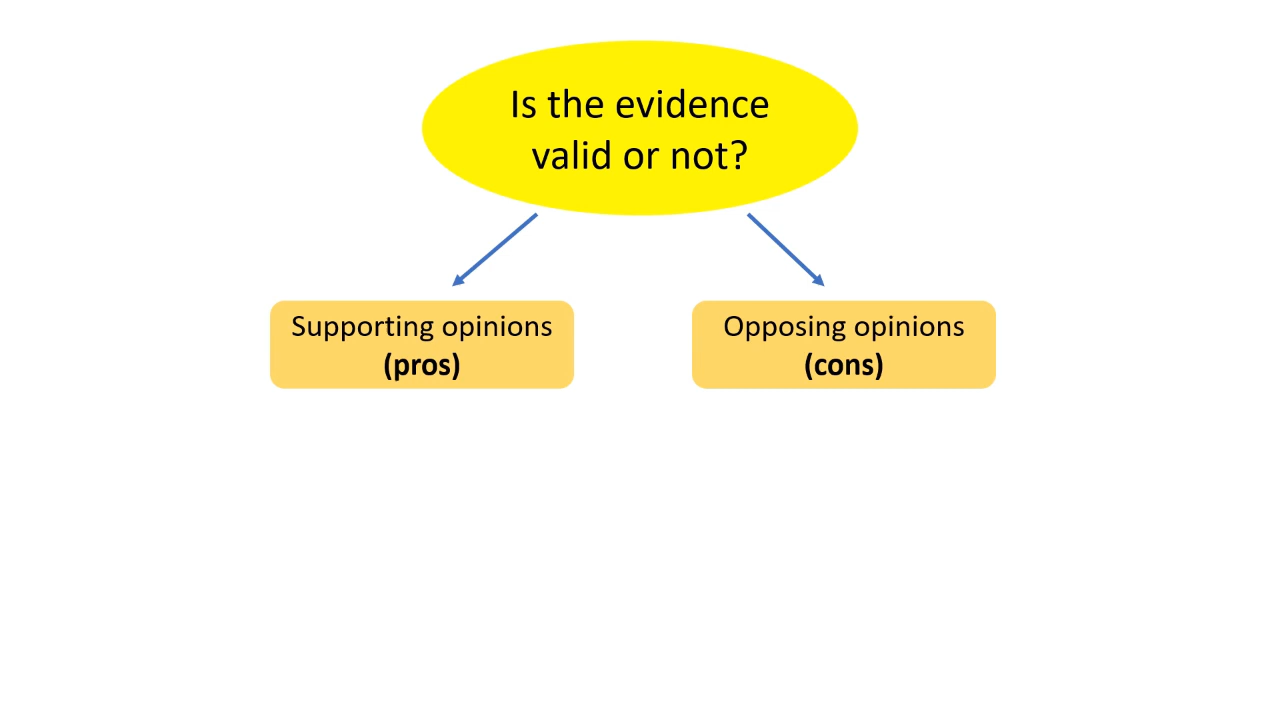 Is the evidence
valid or not?
Supporting opinions
(pros)
Opposing opinions
(cons)